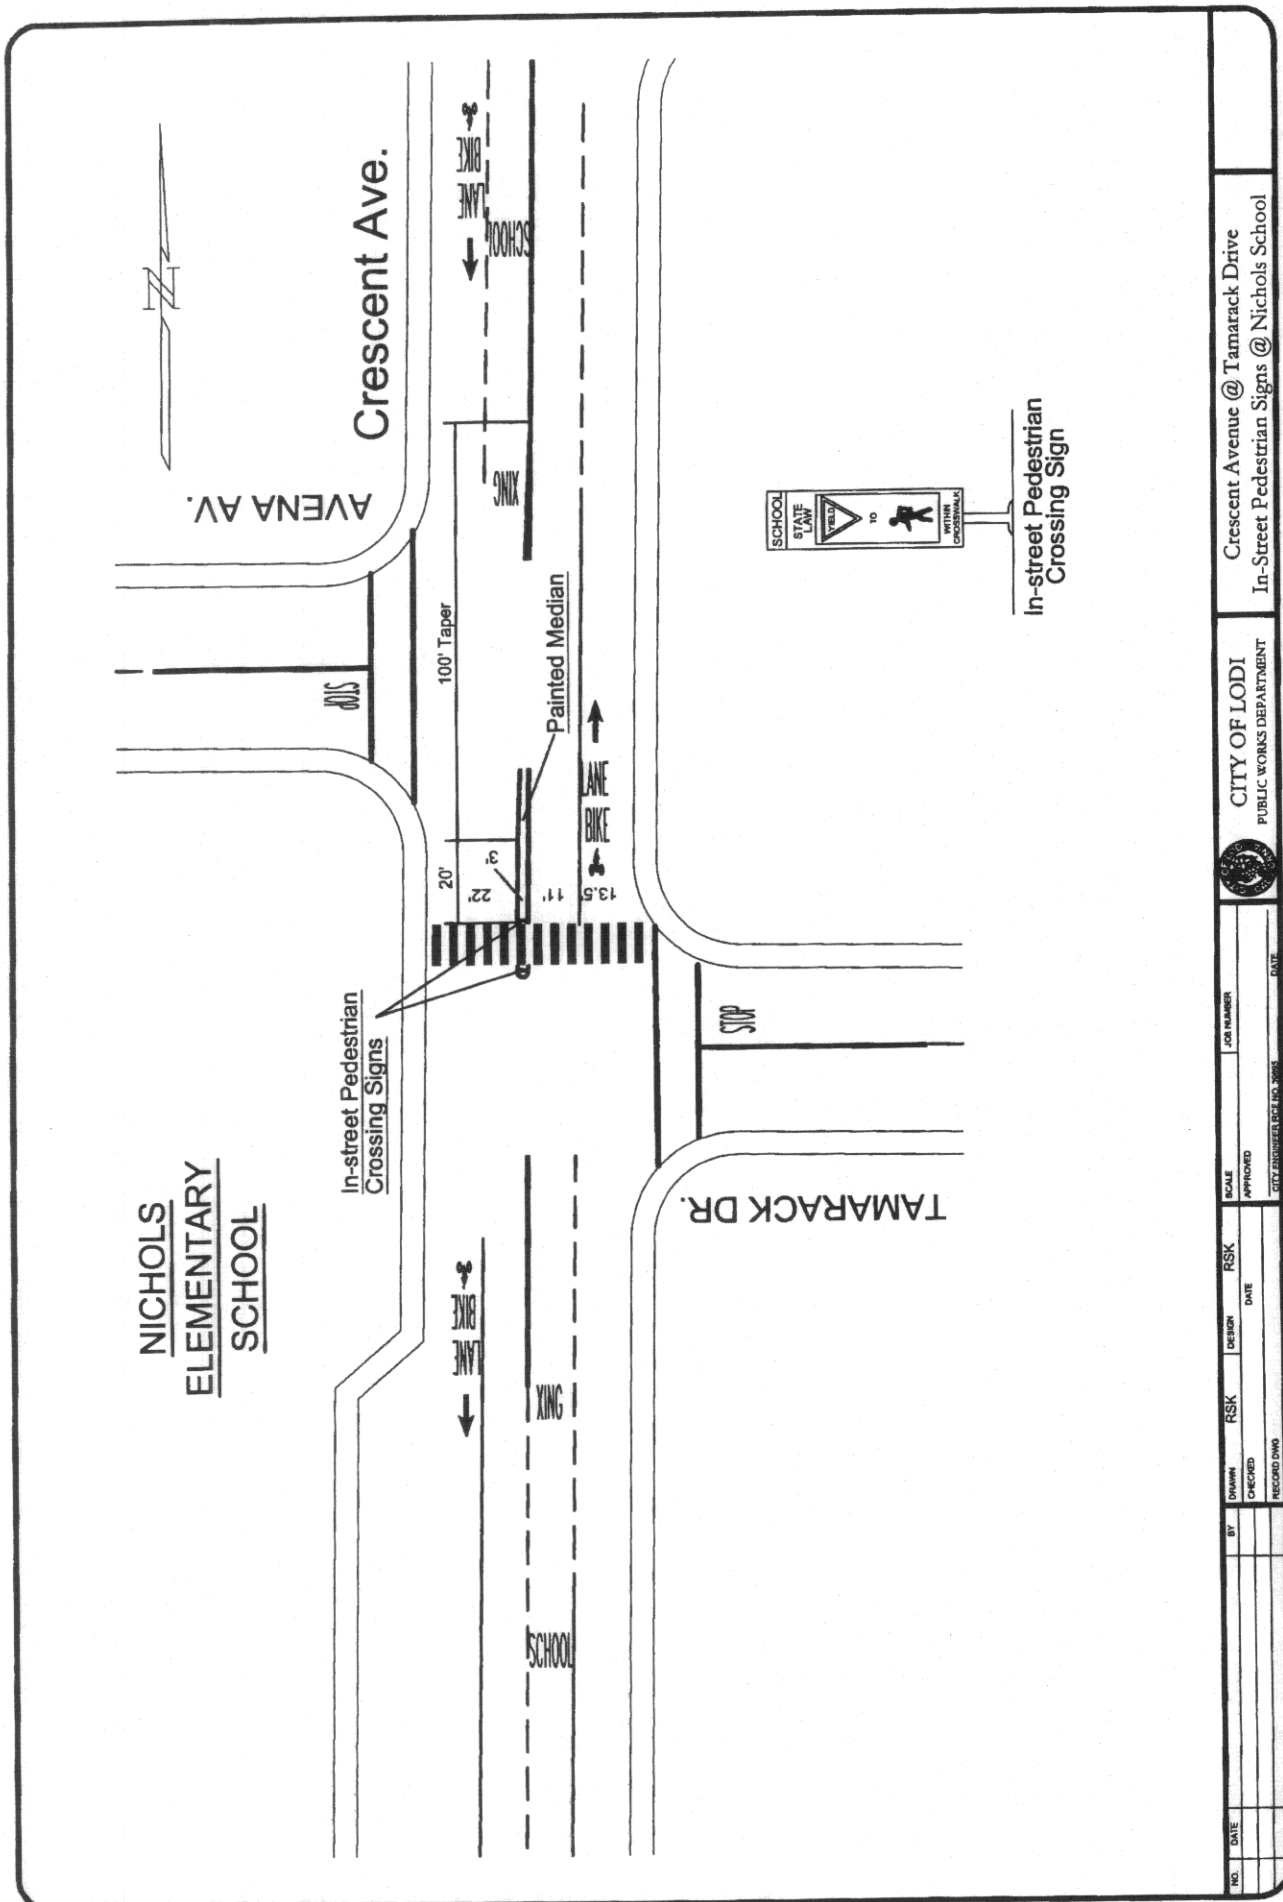 Crescent Ave.
AVENA AV.
BIKE
LANE
SCHOOL
XING
STOP
100' Taper
Painted Median
20'
3'
22'
11'
13.5'
LANE
BIKE
In-street Pedestrian
Crossing Signs
NICHOLS
ELEMENTARY
SCHOOL
STOP
TAMARACK DR.
BIKE
LANE
XING
SCHOOL
SCHOOL
STATE
LAW
YIELD
TO
WITHIN
CROSSWALK
In-street Pedestrian
Crossing Sign
NO. DATE BY
DRAWN RSK DESIGN RSK
CHECKED DATE
RECORD DWG
SCALE JOB NUMBER
APPROVED
CITY ENGINEER RCE NO. DATE
CITY OF LODI
PUBLIC WORKS DEPARTMENT
Crescent Avenue @ Tamarack Drive
In-Street Pedestrian Signs @ Nichols School